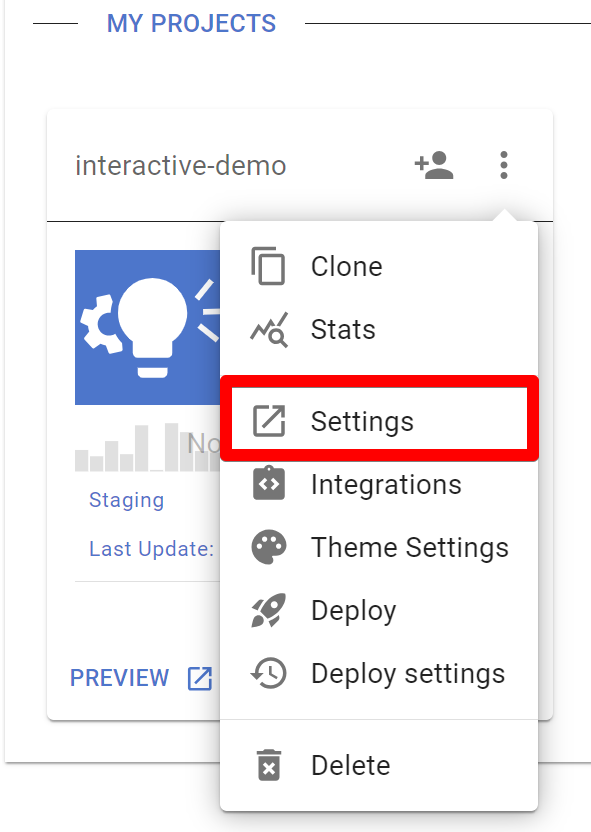 MY PROJECTS
interactive-demo
Clone
Stats
Settings
No
Integrations
Staging
Last Update:
Theme Settings
Deploy
PREVIEW
Deploy settings
Delete